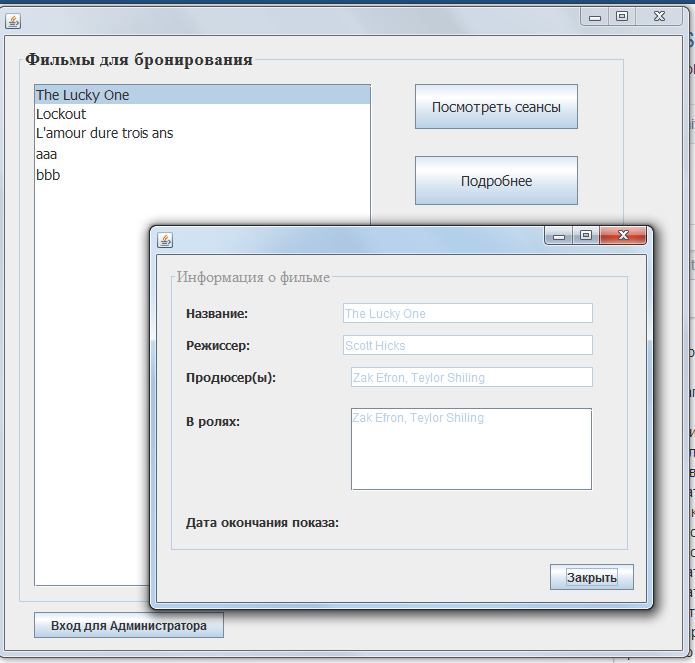 Фильмы для бронирования
The Lucky One
Lockout
L'amour dure trois ans
aaa
bbb
Посмотреть сеансы
Подробнее
Информация о фильме
Название:
The Lucky One
Режиссер:
Scott Hicks
Продюсер(ы):
Zak Efron, Teylor Shiling
В ролях:
Zak Efron, Teylor Shiling
Дата окончания показа:
Закрыть
Вход для Администратора